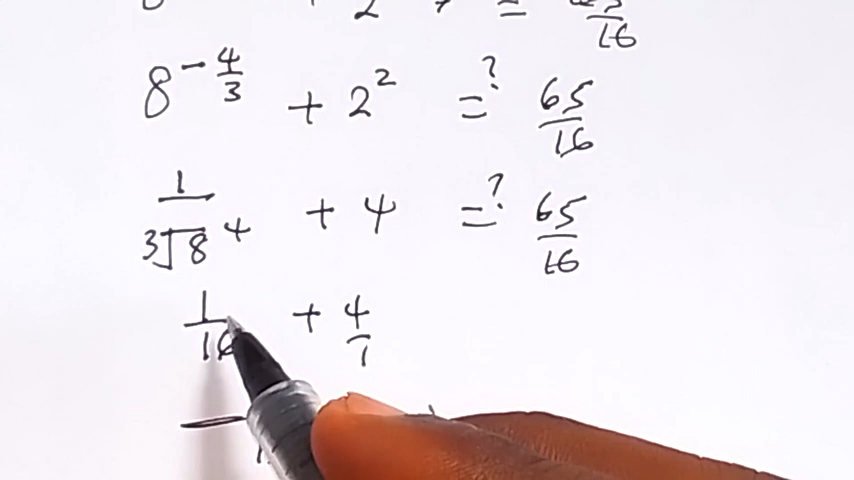 8^{-4/3} + 2^2 =? 65/16
1/∛8^4 + 4 =? 65/16
1/16 + 4/1